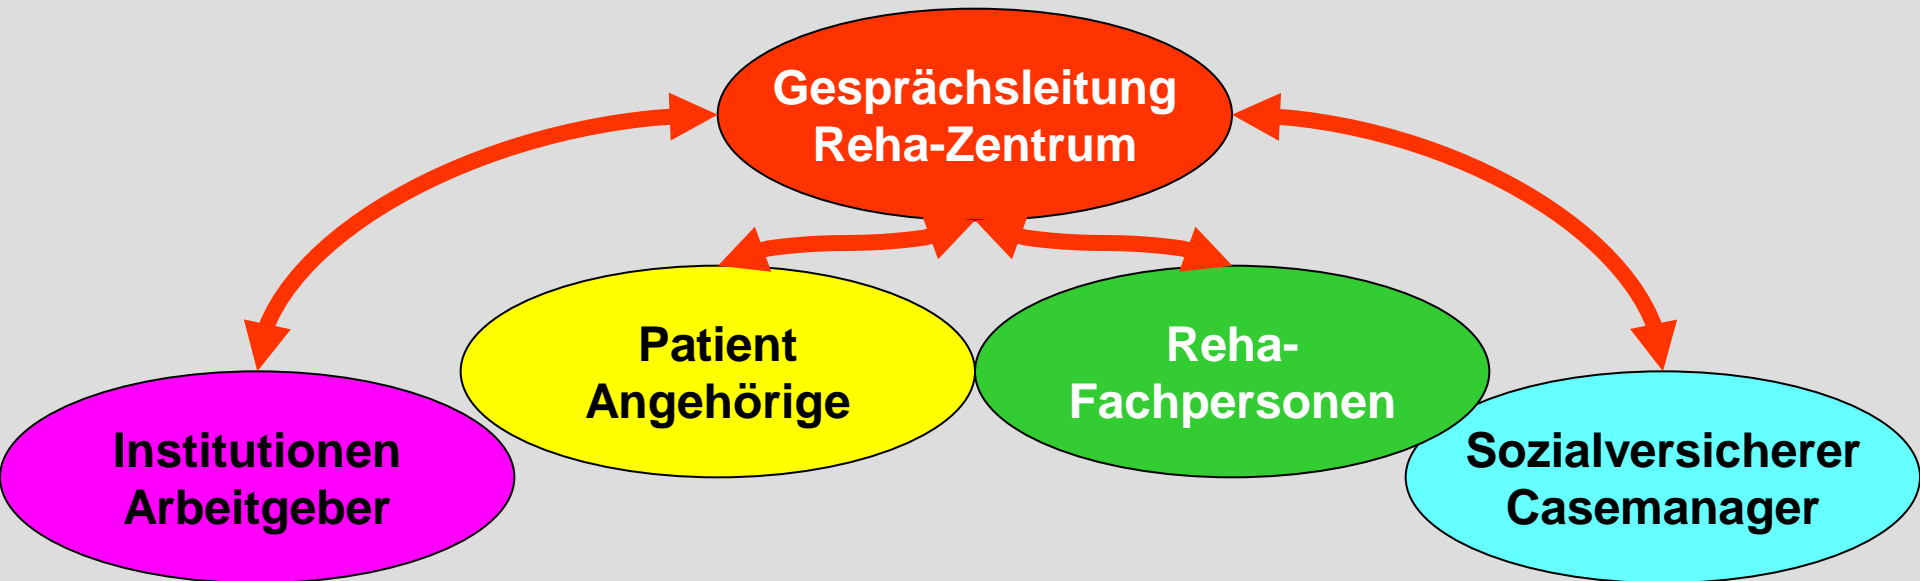 Gesprächsleitung
Reha-Zentrum
Patient
Angehörige
Reha-
Fachpersonen
Institutionen
Arbeitgeber
Sozialversicherer
Casemanager